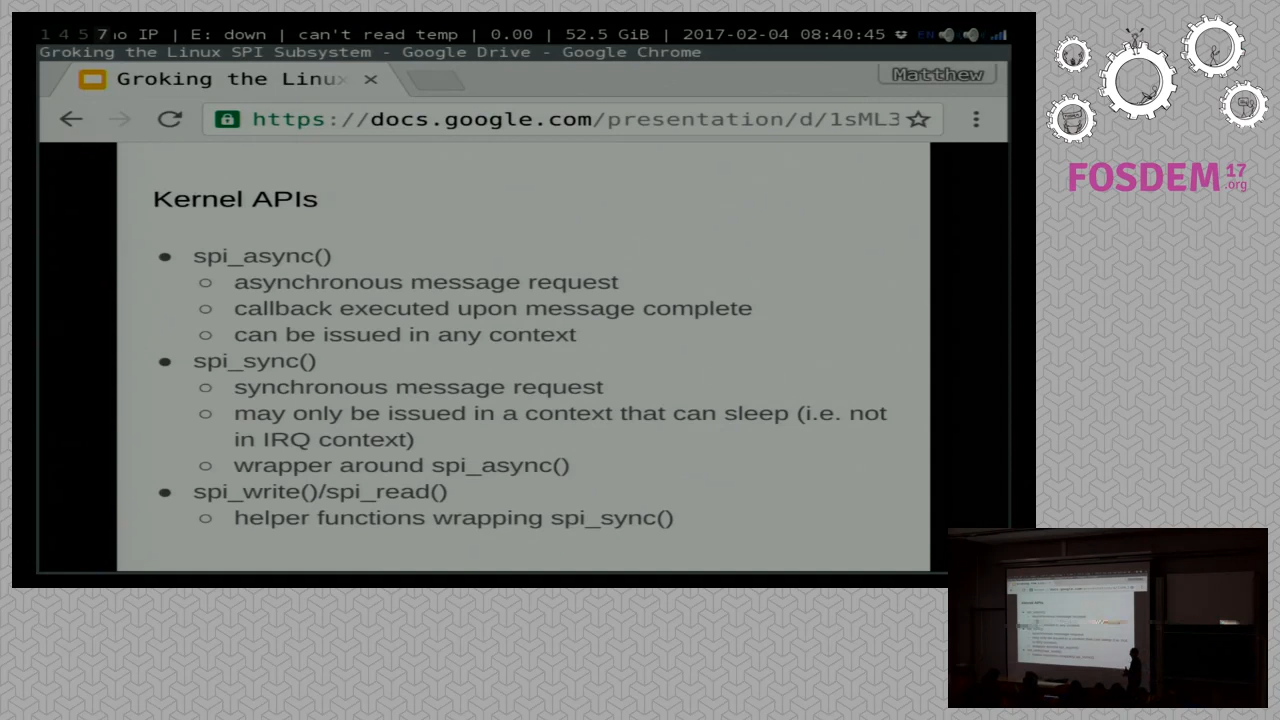 1 4 5 7 no IP | E: down | can't read temp | 0.00 | 52.5 GiB | 2017-02-04 08:40:45 EN
Groking the Linux SPI Subsystem - Google Drive - Google Chrome
Groking the Linux
Matthew
https://docs.google.com/presentation/d/1sML3
Kernel APIs
● spi_async()
○ asynchronous message request
○ callback executed upon message complete
○ can be issued in any context
● spi_sync()
○ synchronous message request
○ may only be issued in a context that can sleep (i.e. not
in IRQ context)
○ wrapper around spi_async()
● spi_write()/spi_read()
○ helper functions wrapping spi_sync()
FOSDEM 17
.org